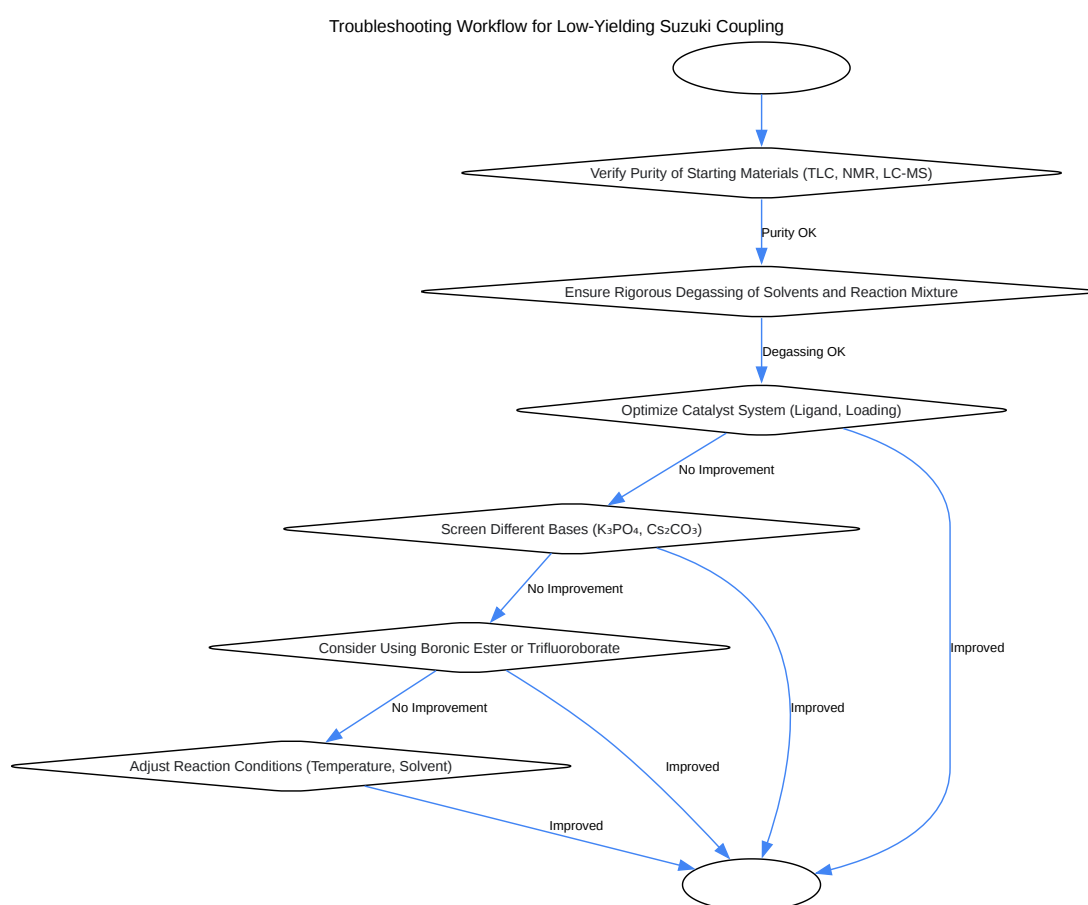 Troubleshooting Workflow for Low-Yielding Suzuki Coupling
Verify Purity of Starting Materials (TLC, NMR, LC-MS)
Purity OK
Ensure Rigorous Degassing of Solvents and Reaction Mixture
Degassing OK
Optimize Catalyst System (Ligand, Loading)
No Improvement
Screen Different Bases (K₃PO₄, Cs₂CO₃)
No Improvement
Consider Using Boronic Ester or Trifluoroborate
Improved
No Improvement
Improved
Adjust Reaction Conditions (Temperature, Solvent)
Improved
Improved